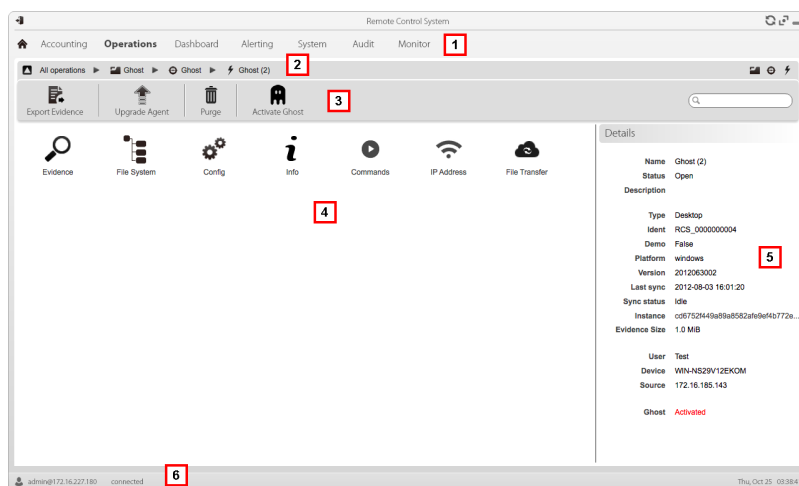 Remote Control System
Accounting Operations Dashboard Alerting System Audit Monitor 1
All operations Ghost Ghost Ghost (2) 2
Export Evidence Upgrade Agent Purge Activate Ghost 3
Evidence File System Config Info Commands IP Address File Transfer
4
Details
Name Ghost (2)
Status Open
Description
Type Desktop
Ident RCS_0000000004
Demo False
Platform windows
Version 2012063002
Last sync 2012-08-03 16:01:20
Sync status Idle
Instance cd6752f449a89a8582afe9ef4b772e...
Evidence Size 1.0 MiB
5
User Test
Device WIN-NS29V12EKOM
Source 172.16.185.143
Ghost Activated
admin@172.16.227.180 connected 6
Thu, Oct 25 03:38:4